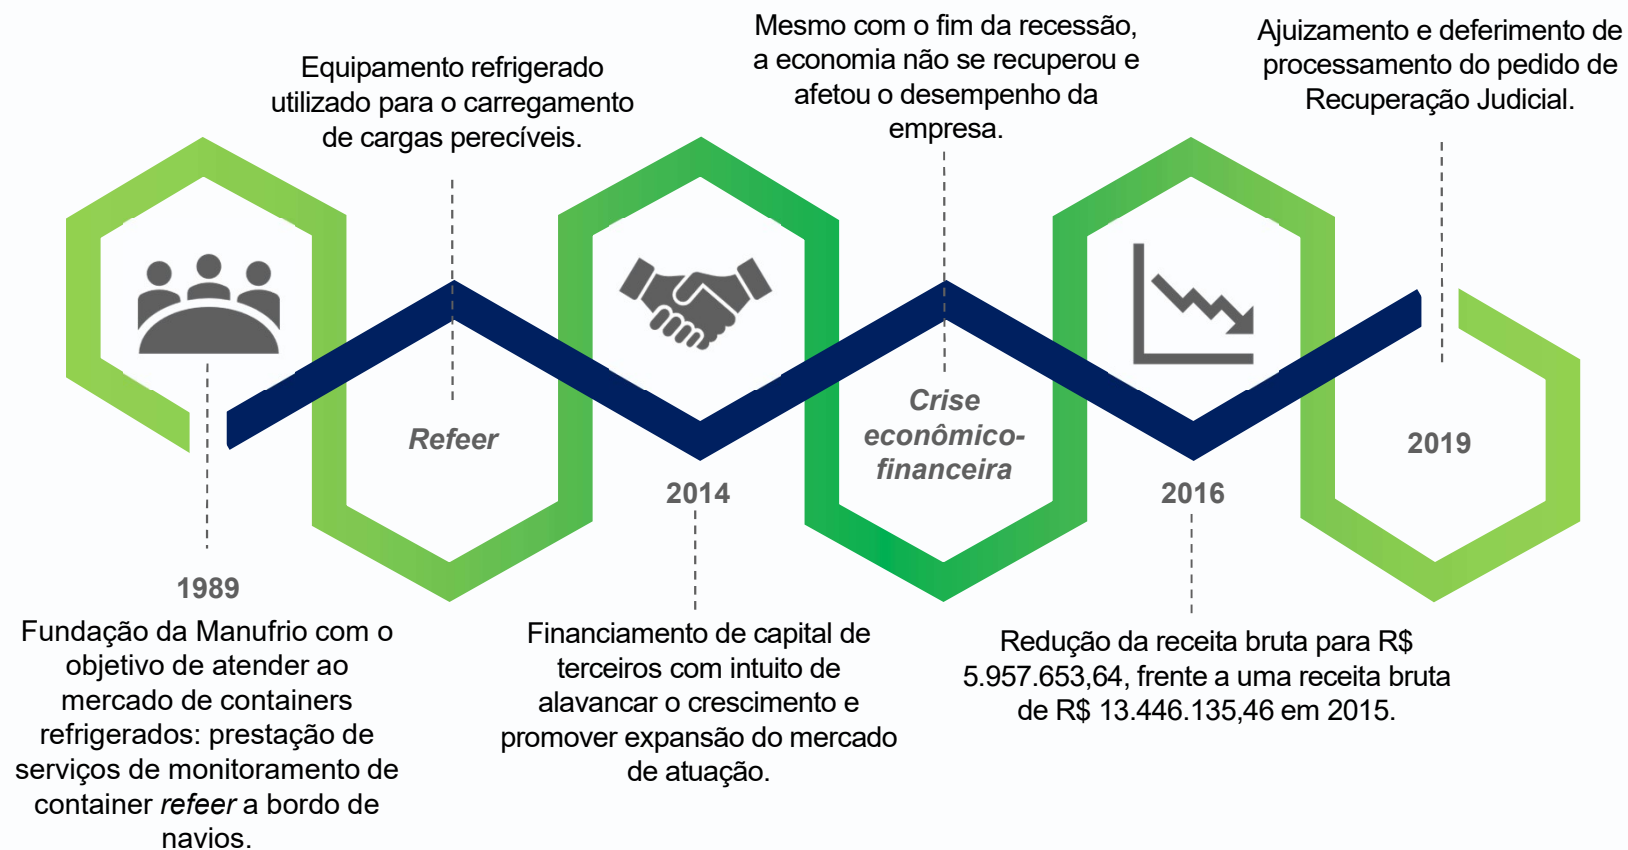 Equipamento refrigerado
utilizado para o carregamento
de cargas perecíveis.
Mesmo com o fim da recessão,
a economia não se recuperou e
afetou o desempenho da
empresa.
Ajuizamento e deferimento de
processamento do pedido de
Recuperação Judicial.
Refeer
Crise
econômico-
financeira
2019
1989
Fundação da Manufrio com o
objetivo de atender ao
mercado de containers
refrigerados: prestação de
serviços de monitoramento de
container refeer a bordo de
navios.
2014
Financiamento de capital de
terceiros com intuito de
alavancar o crescimento e
promover expansão do mercado
de atuação.
2016
Redução da receita bruta para R$
5.957.653,64, frente a uma receita bruta
de R$ 13.446.135,46 em 2015.